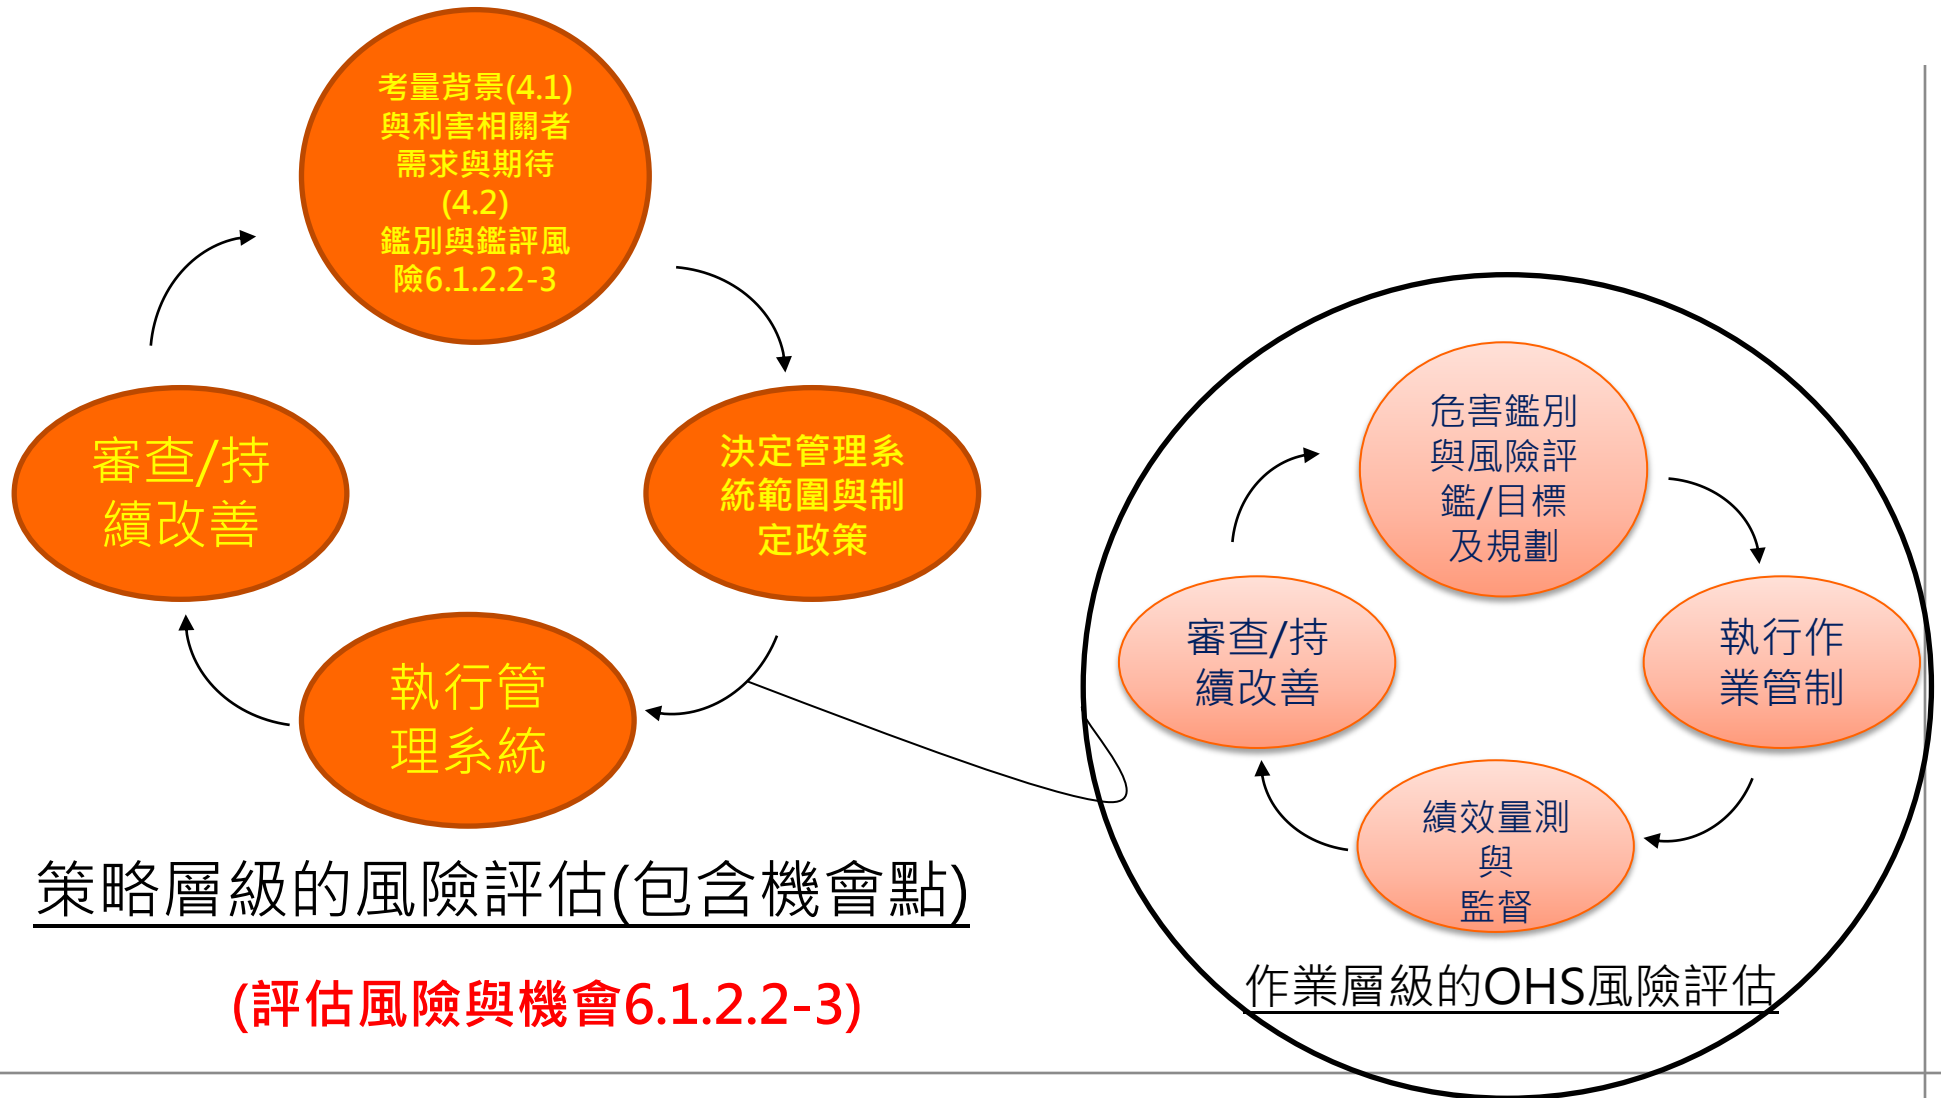 考量背景(4.1)
與利害相關者
需求與期待
(4.2)
鑑別與鑑評風
險6.1.2.2-3
決定管理系
統範圍與制
定政策
執行管
理系統
審查/持
續改善
策略層級的風險評估(包含機會點)
(評估風險與機會6.1.2.2-3)
危害鑑別
與風險評
鑑/目標
及規劃
執行作
業管制
績效量測
與
監督
審查/持
續改善
作業層級的OHS風險評估